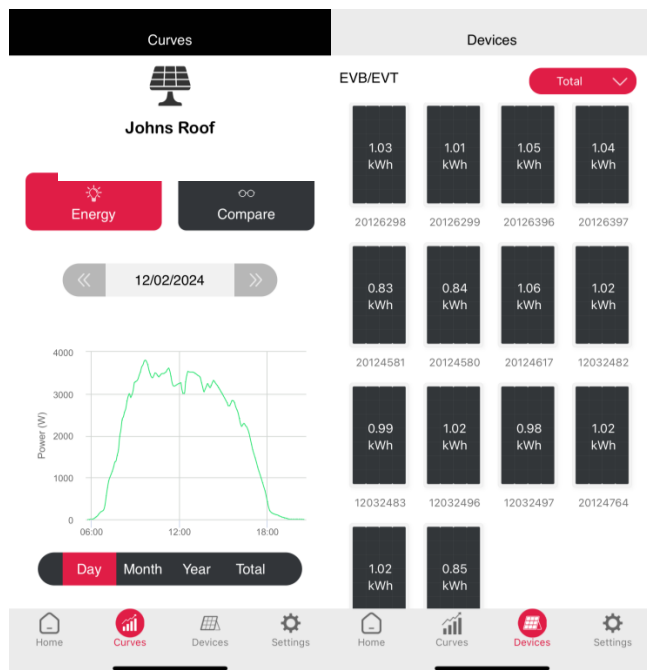 Curves
Johns Roof
Energy
Compare
12/02/2024
Power (W)
4000
3000
2000
1000
0
06:00 12:00 18:00
Day Month Year Total
Home Curves Devices Settings
Devices
EVB/EVT
Total
1.03 kWh
1.01 kWh
1.05 kWh
1.04 kWh
20126298 20126299 20126396 20126397
0.83 kWh
0.84 kWh
1.06 kWh
1.02 kWh
20124581 20124580 20124617 12032482
0.99 kWh
1.02 kWh
0.98 kWh
1.02 kWh
12032483 12032496 12032497 20124764
1.02 kWh
0.85 kWh
Home Curves Devices Settings